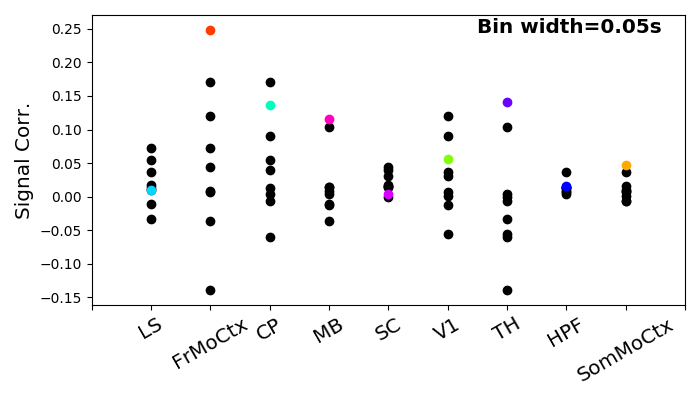 Bin width=0.05s
Signal Corr.
0.25
0.20
0.15
0.10
0.05
0.00
−0.05
−0.10
−0.15
LS
FrMoCtx
CP
MB
SC
V1
TH
HPF
SomMoCtx